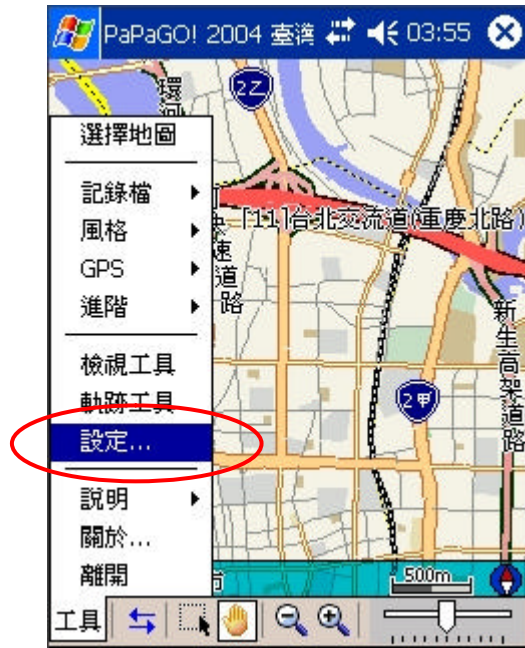 PaPaGO! 2004 臺灣 03:55
2乙
環河快速道路
[11]台北交流道(重慶北路)
新生高架道路
2甲
選擇地圖
記錄檔
風格
GPS
進階
檢視工具
軌跡工具
設定...
說明
關於...
離開
500m
工具